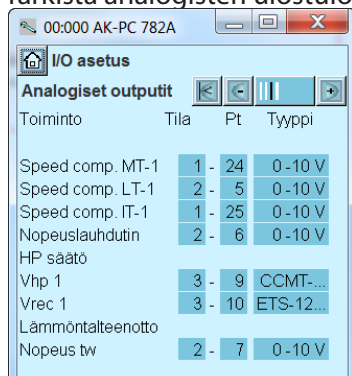 00:000 AK-PC 782A
I/O asetus
Analogiset outputit
Toiminto Tila Pt Tyyppi
Speed comp. MT-1 1 - 24 0 -10 V
Speed comp. LT-1 2 - 5 0 -10 V
Speed comp. IT-1 1 - 25 0 -10 V
Nopeuslauhdutin 2 - 6 0 -10 V
HP säätö
Vhp 1 3 - 9 CCMT-...
Vrec 1 3 - 10 ETS-12...
Lämmöntalteenotto
Nopeus tw 2 - 7 0 -10 V